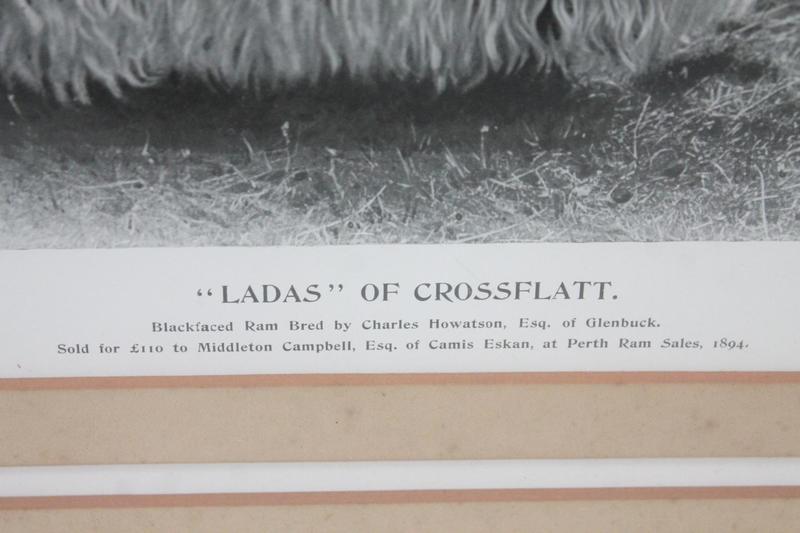 “LADAS” OF CROSSFLATT.
Blackfaced Ram Bred by Charles Howatson, Esq. of Glenbuck.
Sold for £110 to Middleton Campbell, Esq. of Camis Eskan, at Perth Ram Sales, 1894.